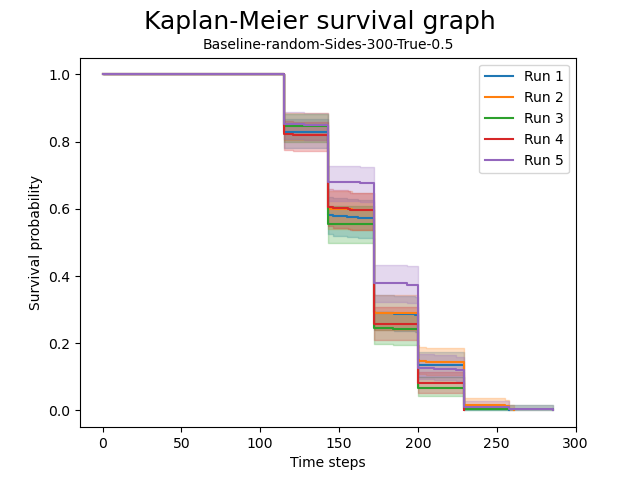 Kaplan-Meier survival graph
Baseline-random-Sides-300-True-0.5
Run 1
Run 2
Run 3
Run 4
Run 5
Survival probability
1.0
0.8
0.6
0.4
0.2
0.0
0 50 100 150 200 250 300
Time steps